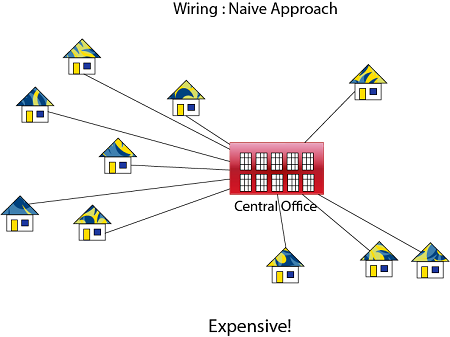 Wiring : Naive Approach
Central Office
Expensive!